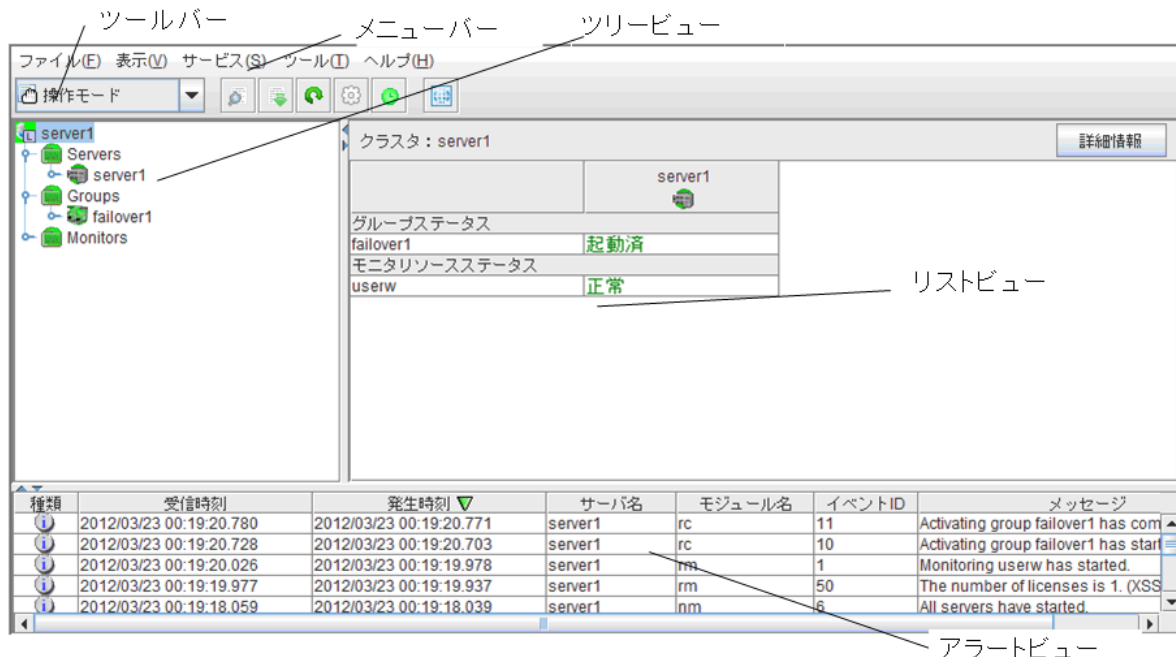 ツールバー
メニューバー
ツリービュー
ファイル(F) 表示(V) サービス(S) ツール(T) ヘルプ(H)
操作モード
server1
Servers
server1
Groups
failover1
Monitors
クラスタ：server1
詳細情報
server1
グループステータス
failover1 起動済
モニタリソースステータス
userw 正常
リストビュー
種類 受信時刻 発生時刻 サーバ名 モジュール名 イベントID メッセージ
2012/03/23 00:19:20.780 2012/03/23 00:19:20.771 server1 rc 11 Activating group failover1 has com
2012/03/23 00:19:20.728 2012/03/23 00:19:20.703 server1 rc 10 Activating group failover1 has start
2012/03/23 00:19:20.026 2012/03/23 00:19:19.978 server1 rm 1 Monitoring userw has started.
2012/03/23 00:19:19.977 2012/03/23 00:19:19.937 server1 rm 50 The number of licenses is 1. (XSS
2012/03/23 00:19:18.059 2012/03/23 00:19:18.039 server1 nm 6 All servers have started.
アラートビュー